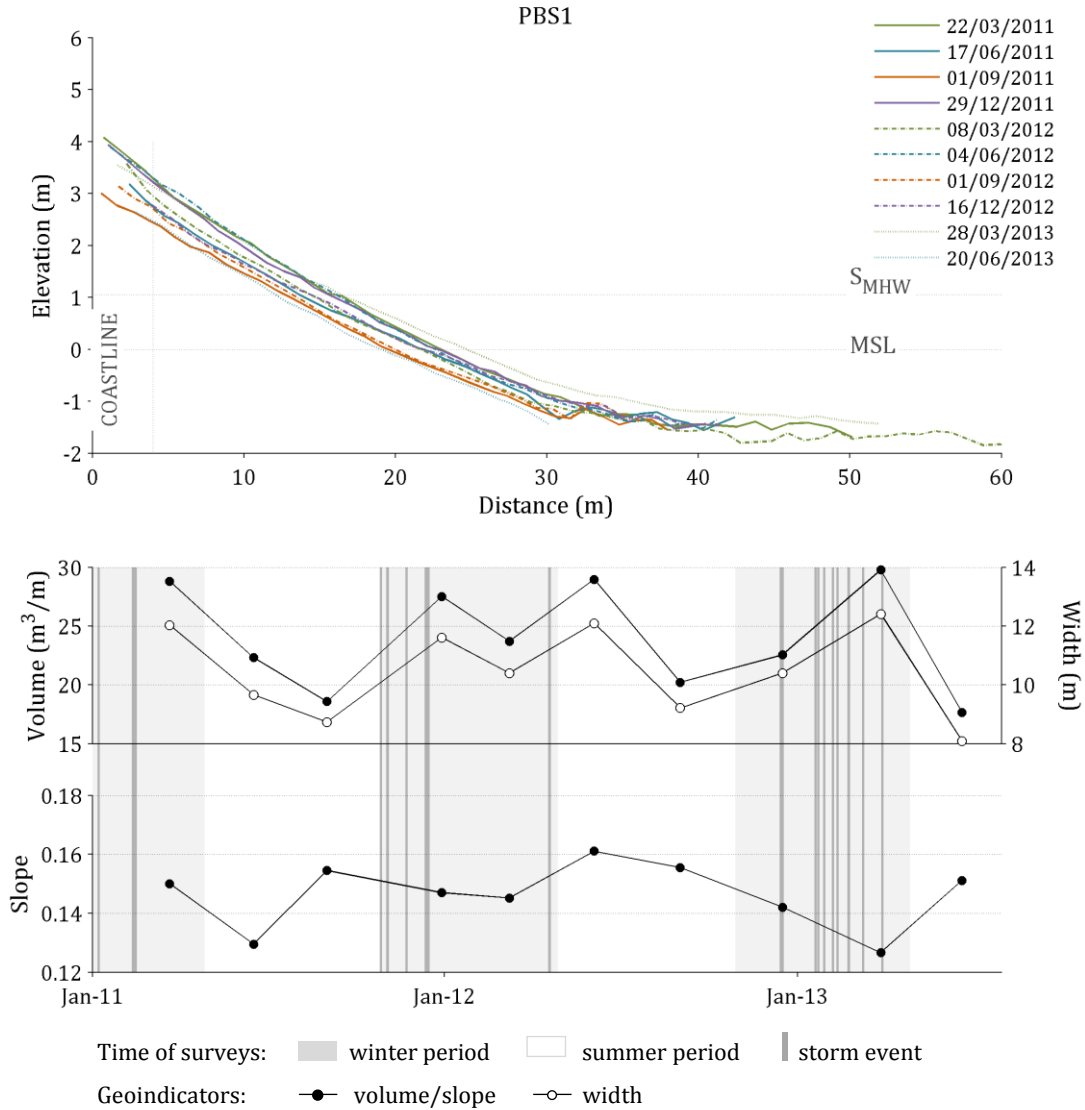 PBS1
22/03/2011
17/06/2011
01/09/2011
29/12/2011
08/03/2012
04/06/2012
01/09/2012
16/12/2012
28/03/2013
20/06/2013
6
5
4
3
2
1
0
-1
-2
Elevation (m)
COASTLINE
S_MHW
MSL
0 10 20 30 40 50 60
Distance (m)
30
25
20
15
Volume (m³/m)
14
12
10
8
Width (m)
0.18
0.16
0.14
0.12
Slope
Jan-11 Jan-12 Jan-13
Time of surveys: winter period summer period storm event
Geoindicators: volume/slope width